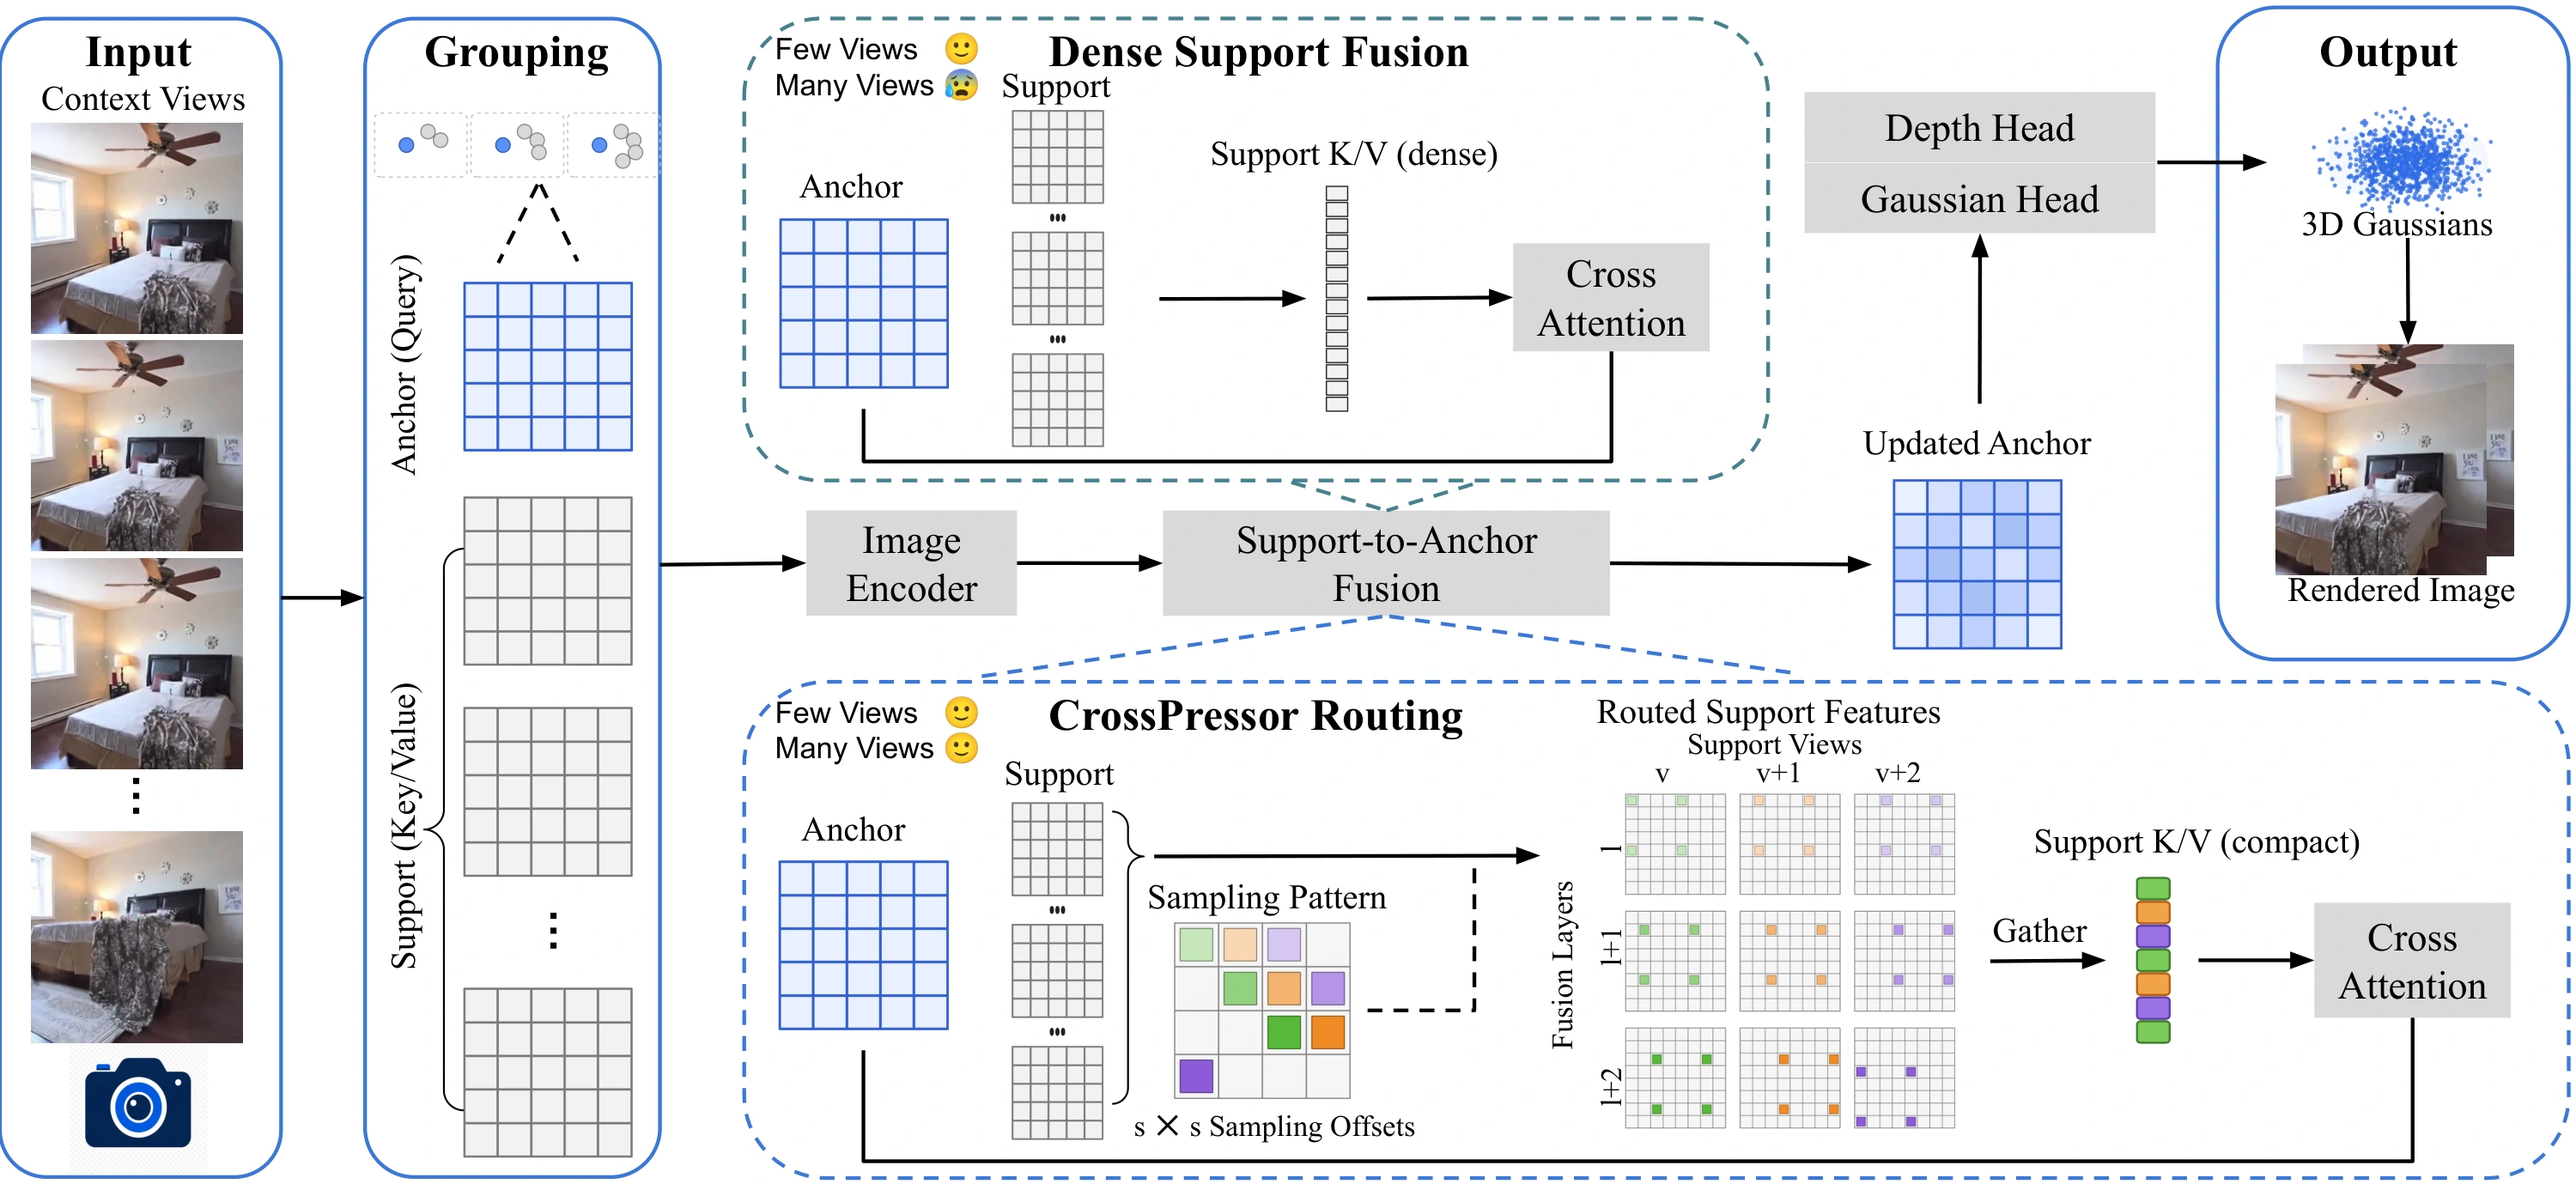 Input
Context Views
Grouping
Anchor (Query)
Support (Key/Value)
Few Views
Many Views
Dense Support Fusion
Support
Anchor
Support K/V (dense)
Cross
Attention
Image
Encoder
Support-to-Anchor
Fusion
Depth Head
Gaussian Head
Updated Anchor
Output
3D Gaussians
Rendered Image
Few Views
Many Views
CrossPressor Routing
Support
Anchor
Sampling Pattern
s × s Sampling Offsets
Routed Support Features
Support Views
v v+1 v+2
Fusion Layers
l
l+1
l+2
Gather
Support K/V (compact)
Cross
Attention